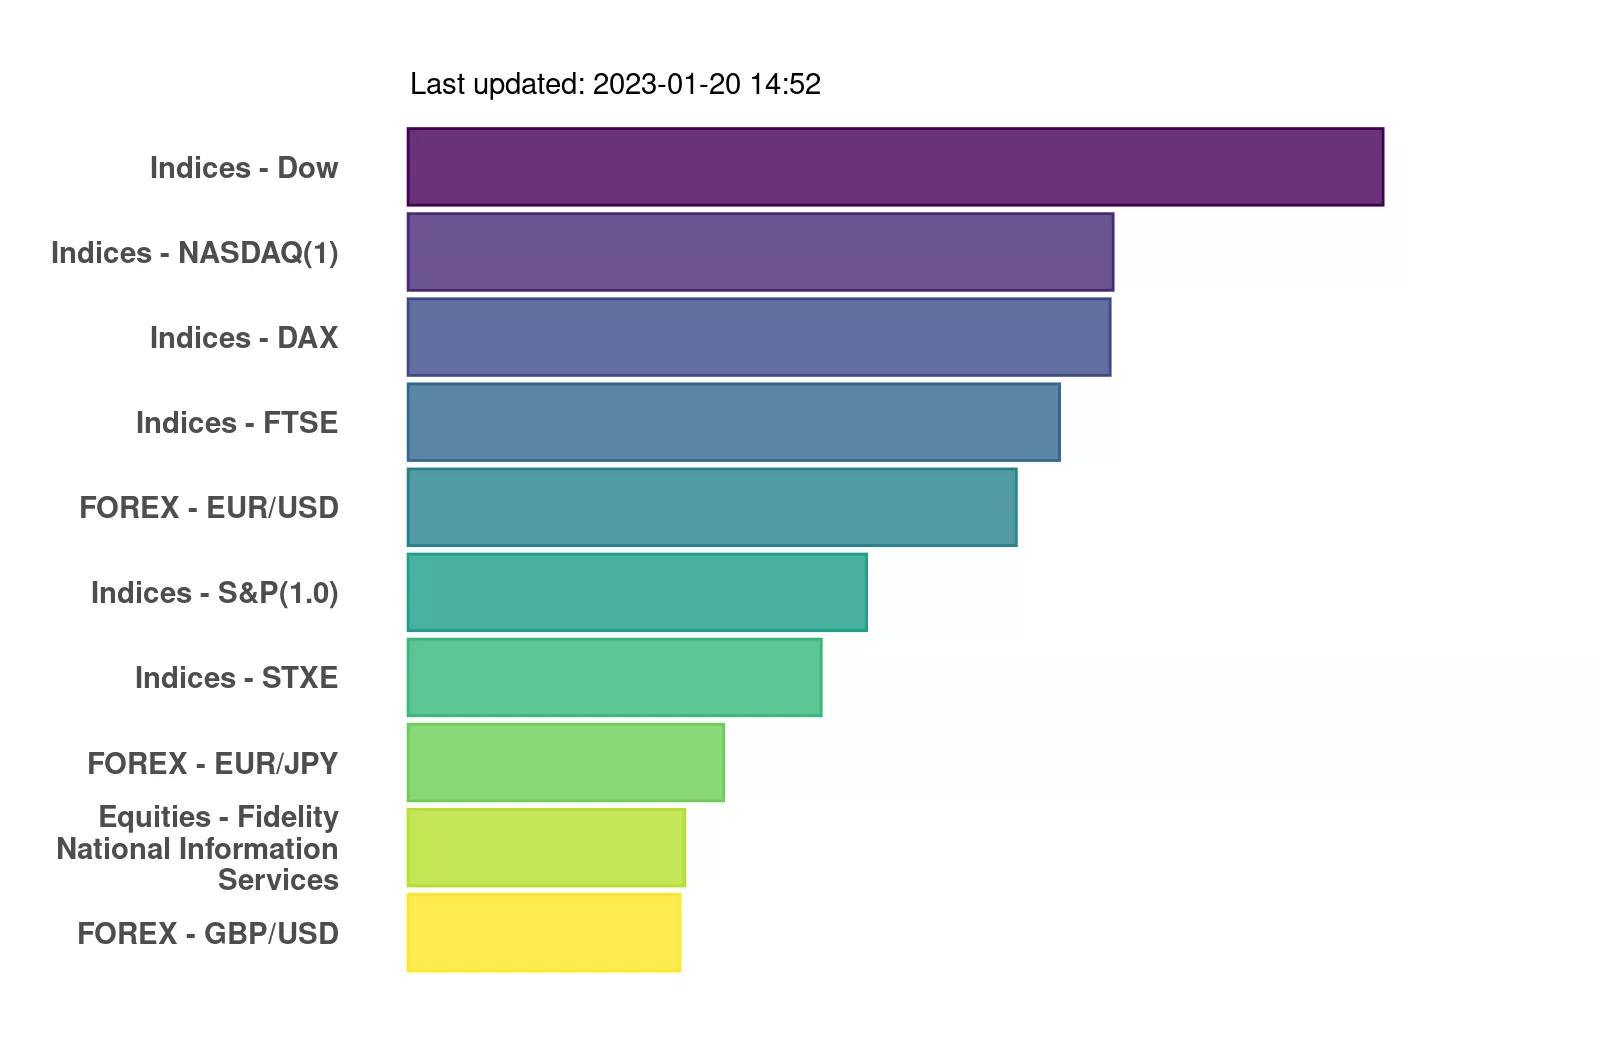 Last updated: 2023-01-20 14:52
Indices - Dow
Indices - NASDAQ(1)
Indices - DAX
Indices - FTSE
FOREX - EUR/USD
Indices - S&P(1.0)
Indices - STXE
FOREX - EUR/JPY
Equities - Fidelity
National Information
Services
FOREX - GBP/USD